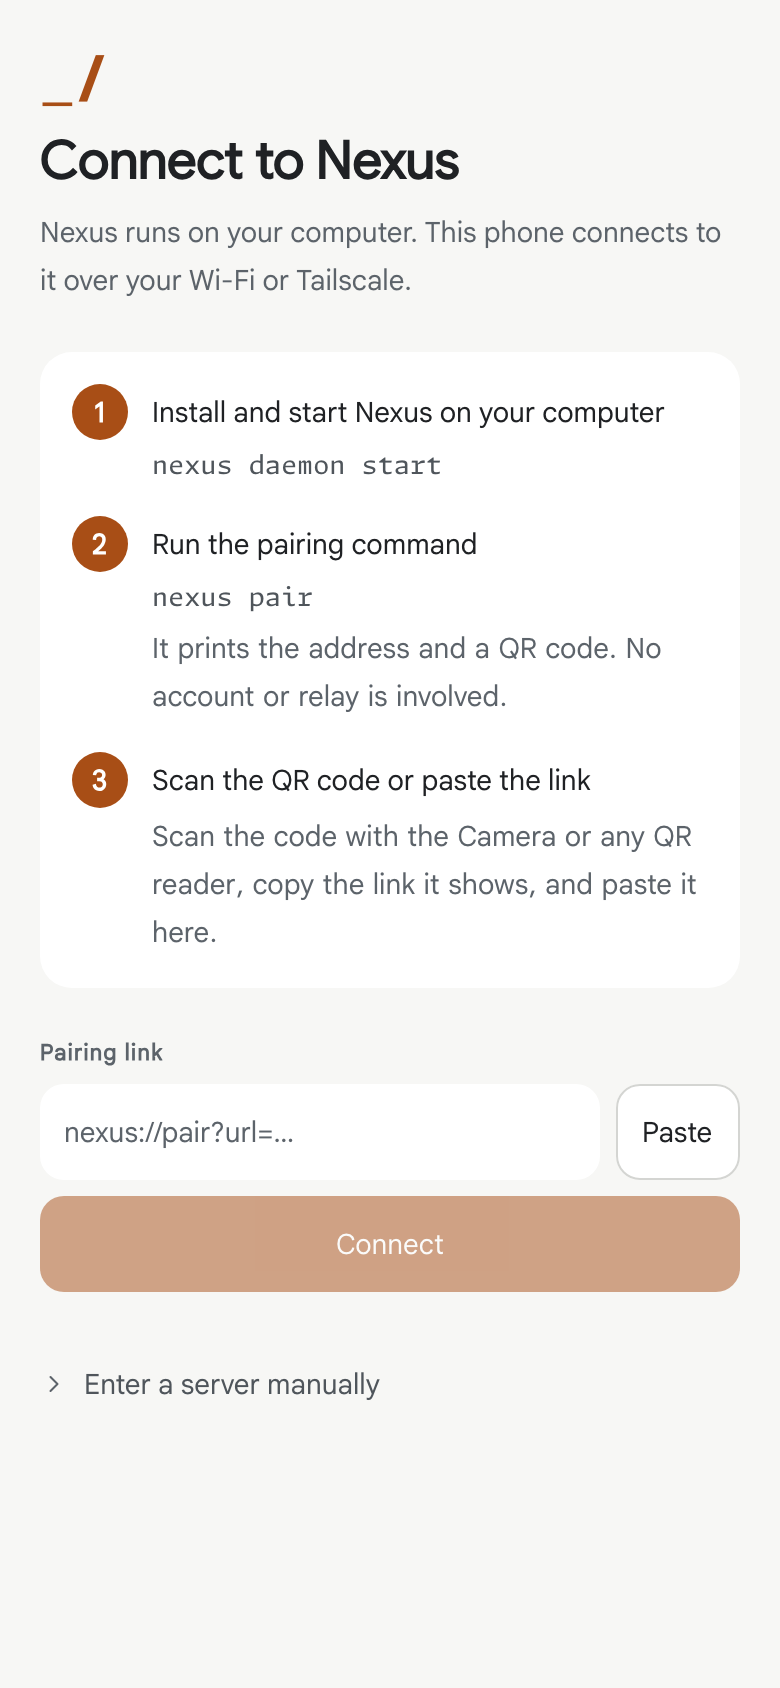 _/
Connect to Nexus
Nexus runs on your computer. This phone connects to
it over your Wi-Fi or Tailscale.
1 Install and start Nexus on your computer
nexus daemon start
2 Run the pairing command
nexus pair
It prints the address and a QR code. No
account or relay is involved.
3 Scan the QR code or paste the link
Scan the code with the Camera or any QR
reader, copy the link it shows, and paste it
here.
Pairing link
nexus://pair?url=... Paste
Connect
Enter a server manually